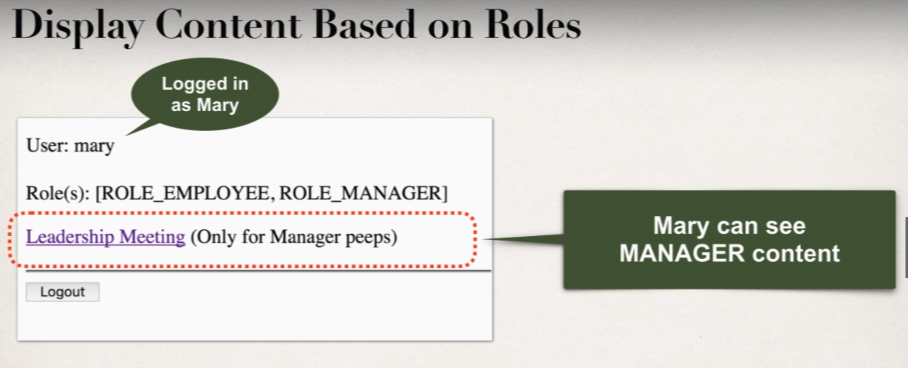 Display Content Based on Roles
Logged in
as Mary
User: mary
Role(s): [ROLE_EMPLOYEE, ROLE_MANAGER]
Leadership Meeting (Only for Manager peeps)
Mary can see
MANAGER content
Logout